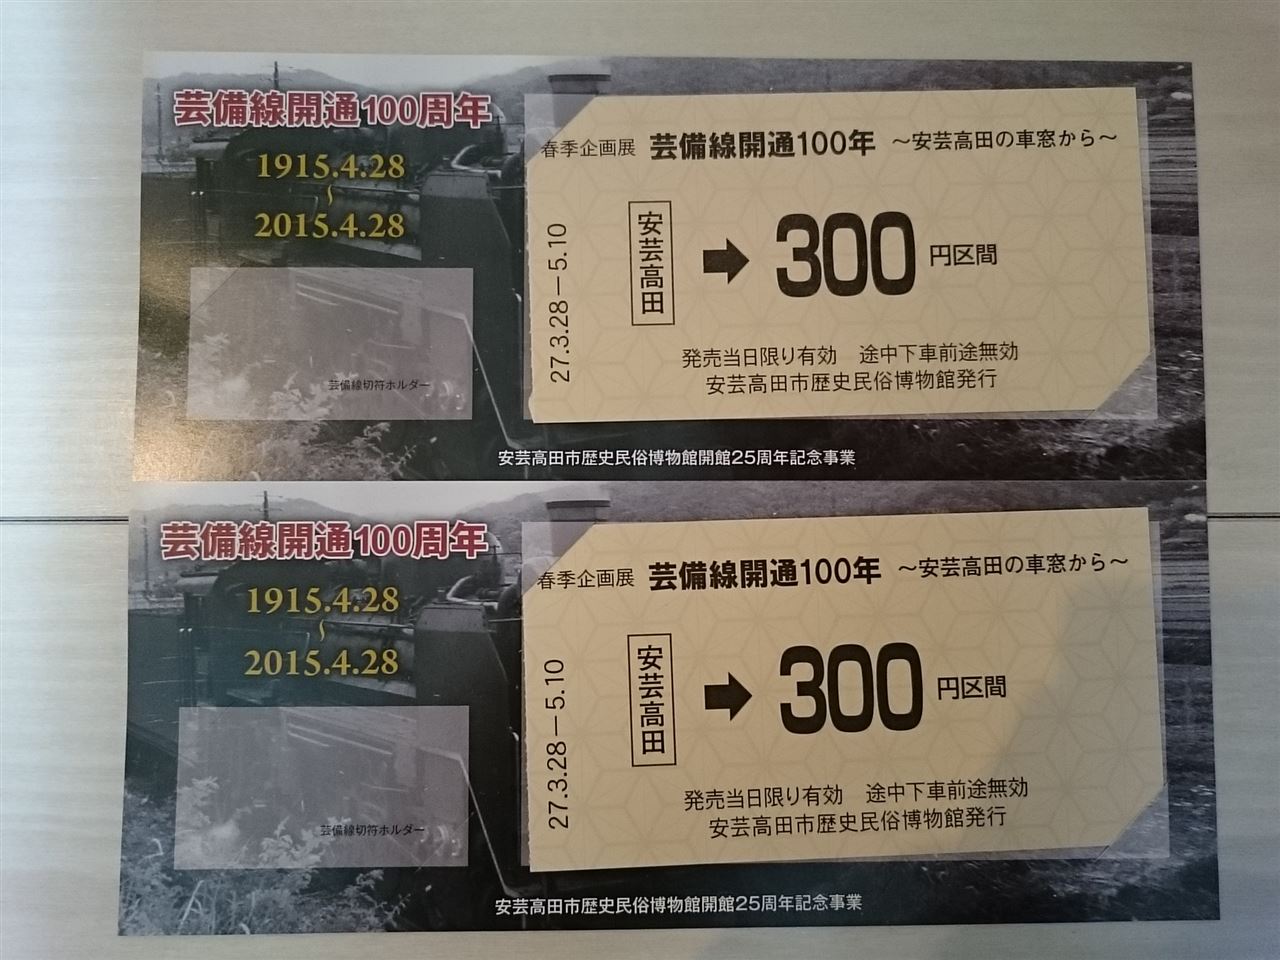 芸備線開通100周年
1915.4.28
～
2015.4.28
芸備線切符ホルダー
春季企画展 芸備線開通100年 ～安芸高田の車窓から～
27.3.28－5.10
安芸高田 ➡ 300 円区間
発売当日限り有効 途中下車前途無効
安芸高田市歴史民俗博物館発行
安芸高田市歴史民俗博物館開館25周年記念事業
芸備線開通100周年
1915.4.28
～
2015.4.28
芸備線切符ホルダー
春季企画展 芸備線開通100年 ～安芸高田の車窓から～
27.3.28－5.10
安芸高田 ➡ 300 円区間
発売当日限り有効 途中下車前途無効
安芸高田市歴史民俗博物館発行
安芸高田市歴史民俗博物館開館25周年記念事業